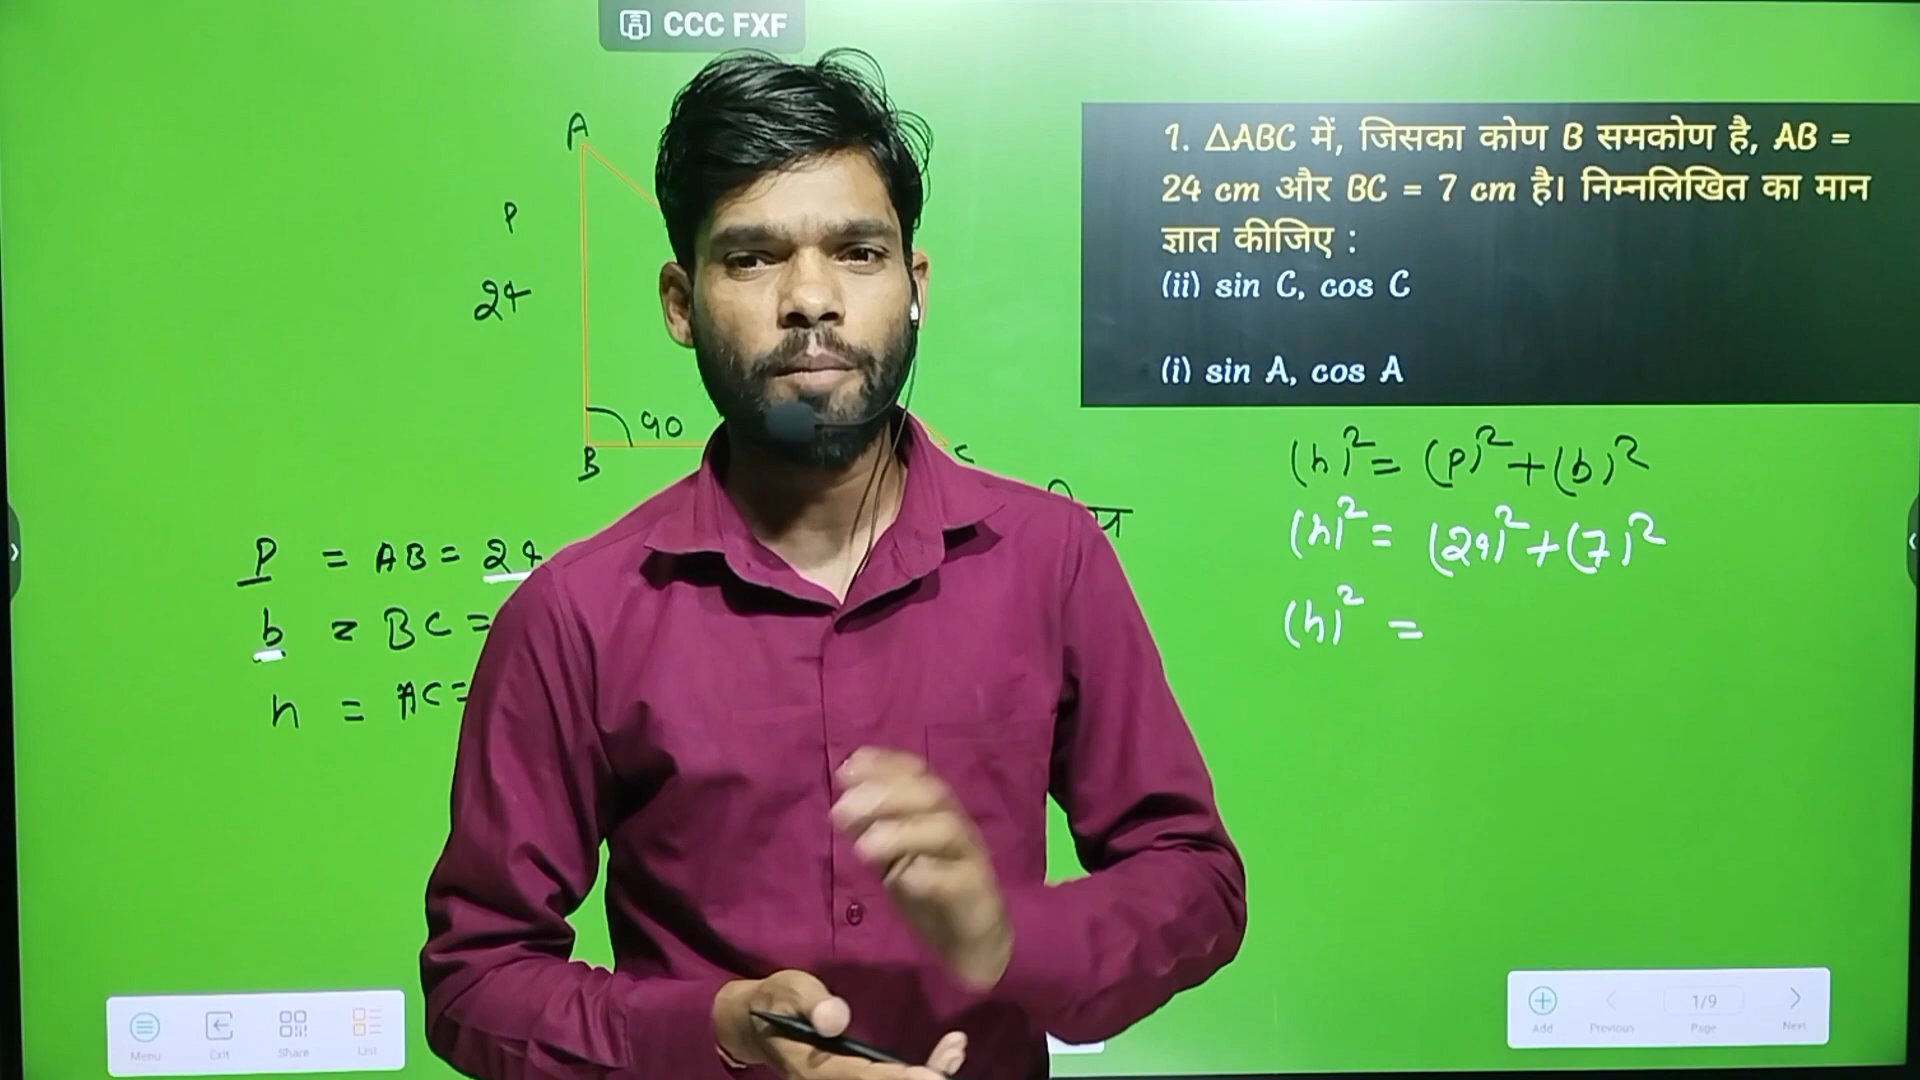 CCC FXF
1. △ABC में, जिसका कोण B समकोण है, AB =
24 cm और BC = 7 cm है। निम्नलिखित का मान
ज्ञात कीजिए :
(ii) sin C, cos C
(i) sin A, cos A
A
P
24
90
B
C
P = AB = 24
b = BC =
h = AC =
(h)² = (p)² + (b)²
(h)² = (24)² + (7)²
(h)² =
Menu
Exit
Share
List
Add
Previous
1/9
Page
Next